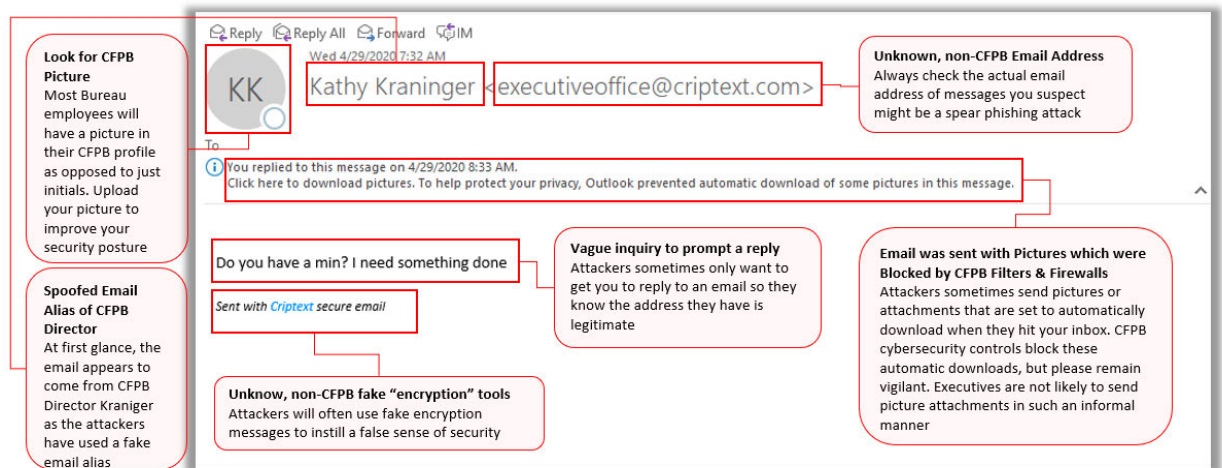 Reply Reply All Forward IM
Wed 4/29/2020 7:32 AM
KK
Kathy Kraninger <executiveoffice@criptext.com>
To
You replied to this message on 4/29/2020 8:33 AM.
Click here to download pictures. To help protect your privacy, Outlook prevented automatic download of some pictures in this message.
Do you have a min? I need something done
Sent with Criptext secure email
Look for CFPB
Picture
Most Bureau
employees will
have a picture in
their CFPB profile
as opposed to just
initials. Upload
your picture to
improve your
security posture
Spoofed Email
Alias of CFPB
Director
At first glance, the
email appears to
come from CFPB
Director Kraniger
as the attackers
have used a fake
email alias
Unknown, non-CFPB Email Address
Always check the actual email
address of messages you suspect
might be a spear phishing attack
Vague inquiry to prompt a reply
Attackers sometimes only want to
get you to reply to an email so they
know the address they have is
legitimate
Unknow, non-CFPB fake “encryption” tools
Attackers will often use fake encryption
messages to instill a false sense of security
Email was sent with Pictures which were
Blocked by CFPB Filters & Firewalls
Attackers sometimes send pictures or
attachments that are set to automatically
download when they hit your inbox. CFPB
cybersecurity controls block these
automatic downloads, but please remain
vigilant. Executives are not likely to send
picture attachments in such an informal
manner